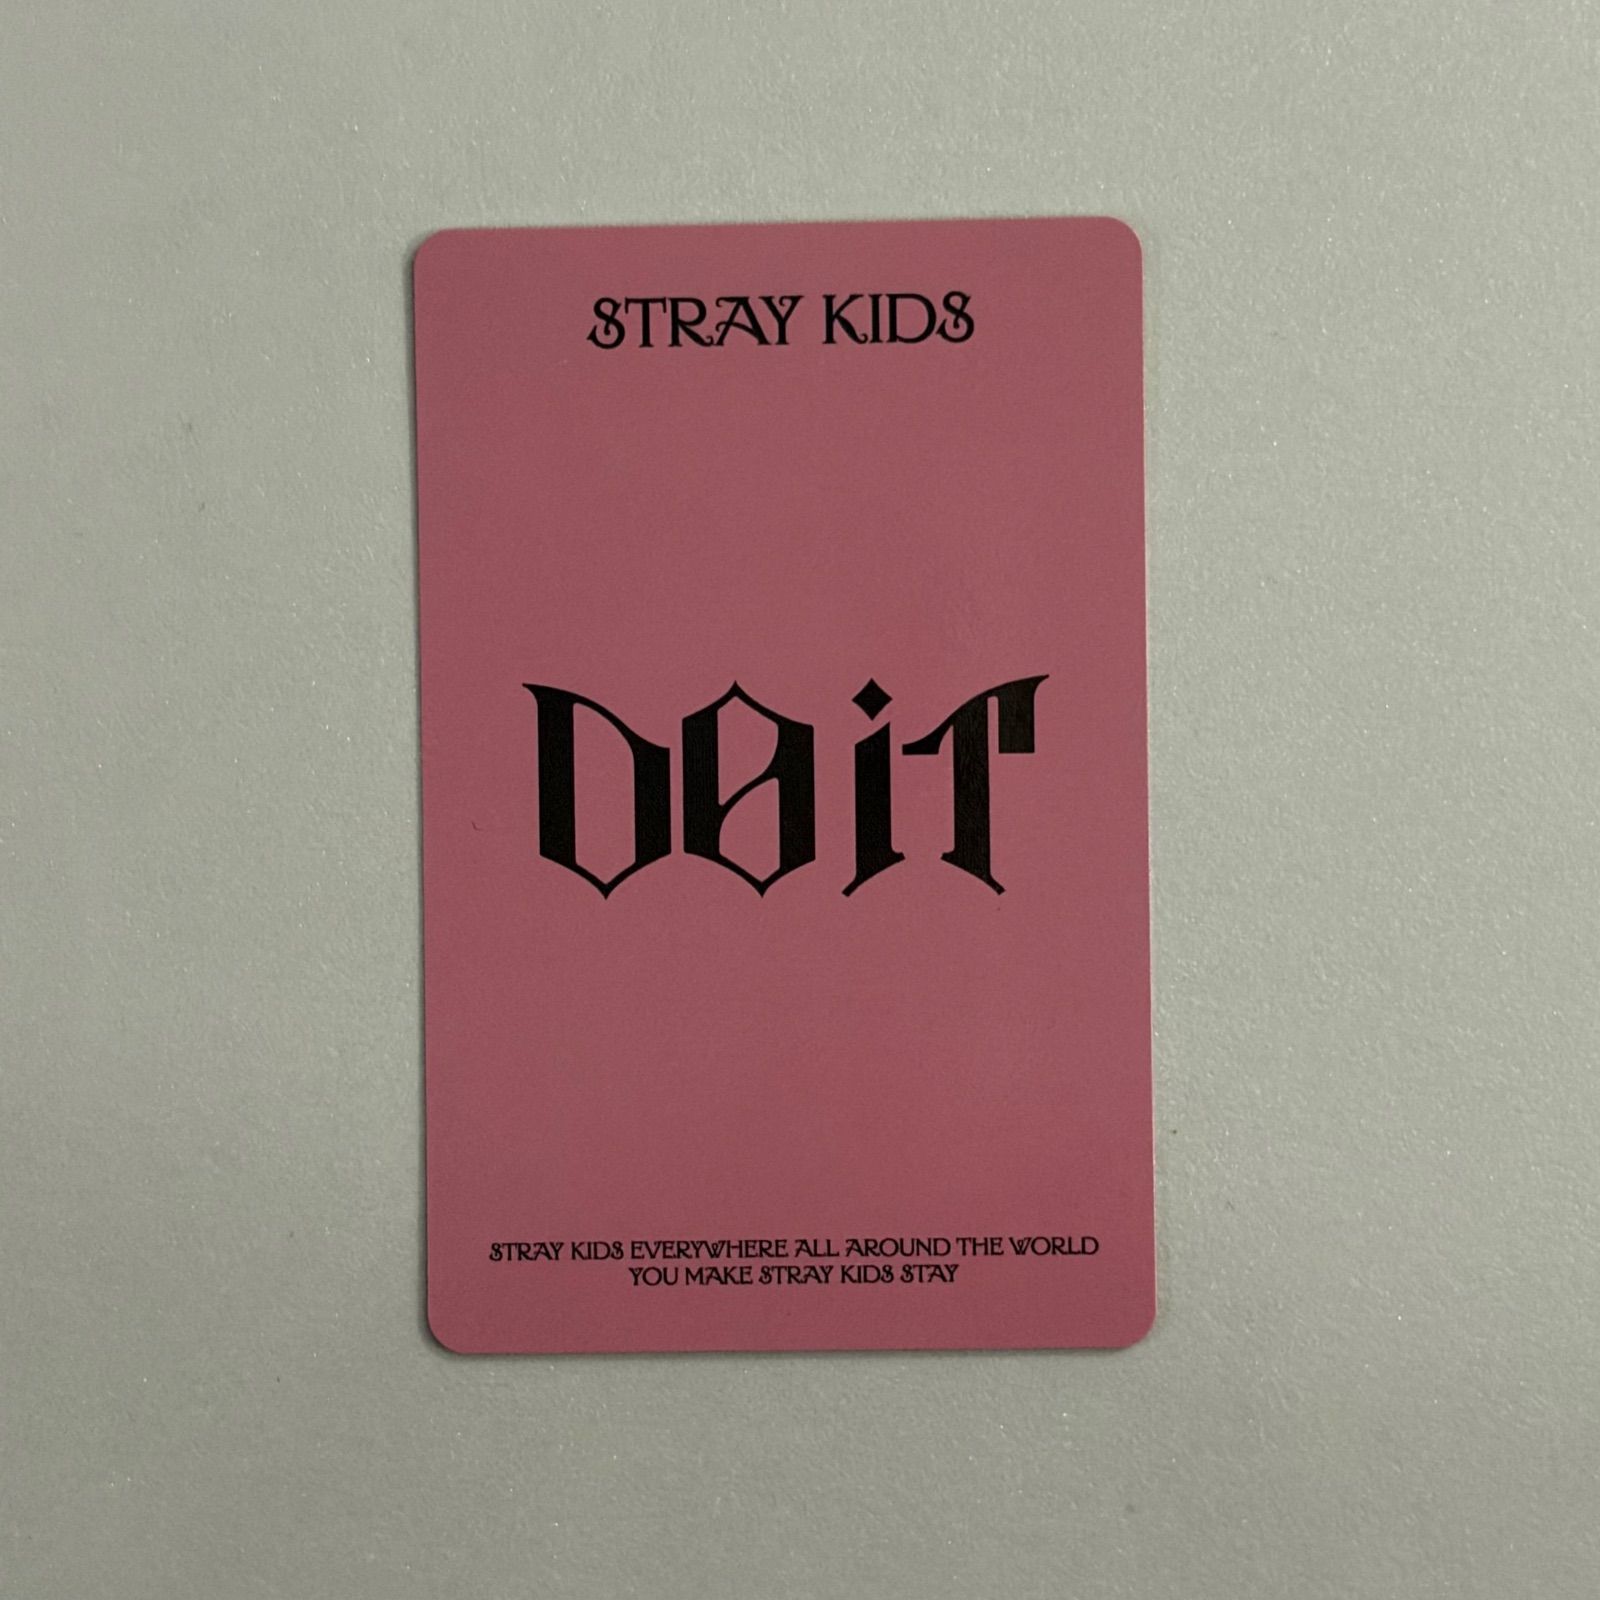 STRAY KIDS
DO iT
STRAY KIDS EVERYWHERE ALL AROUND THE WORLD
YOU MAKE STRAY KIDS STAY